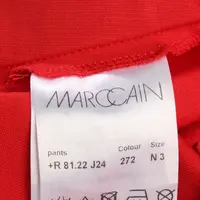 MARCCAIN
pants Colour Size
+R 81.22 J24 272 N 3